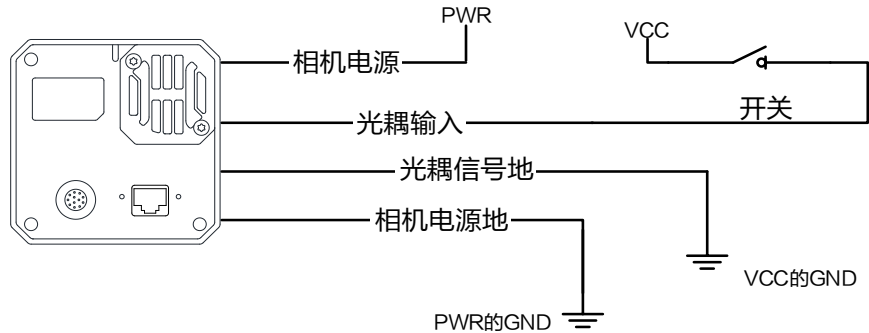 PWR
VCC
相机电源
开关
光耦输入
光耦信号地
相机电源地
VCC的GND
PWR的GND